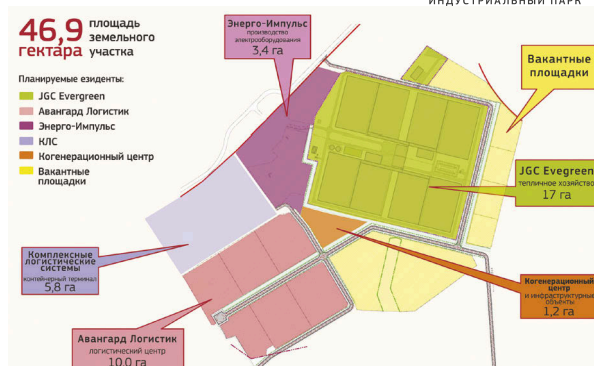 ИНДУСТРИАЛЬНЫЙ ПАРК
46,9 площадь
гектара земельного
участка
Планируемые езиденты:
JGC Evergreen
Авангард Логистик
Энерго-Импульс
КЛС
Когенерационный центр
Вакантные
площадки
Энерго-Импульс
производство
электрооборудования
3,4 га
Вакантные
площадки
JGC Evegreen
тепличное хозяйство
17 га
Комплексные
логистические
системы
контейнерный терминал
5,8 га
Когенерационный
центр
и инфраструктурные
объекты
1,2 га
Авангард Логистик
логистический центр
10,0 га